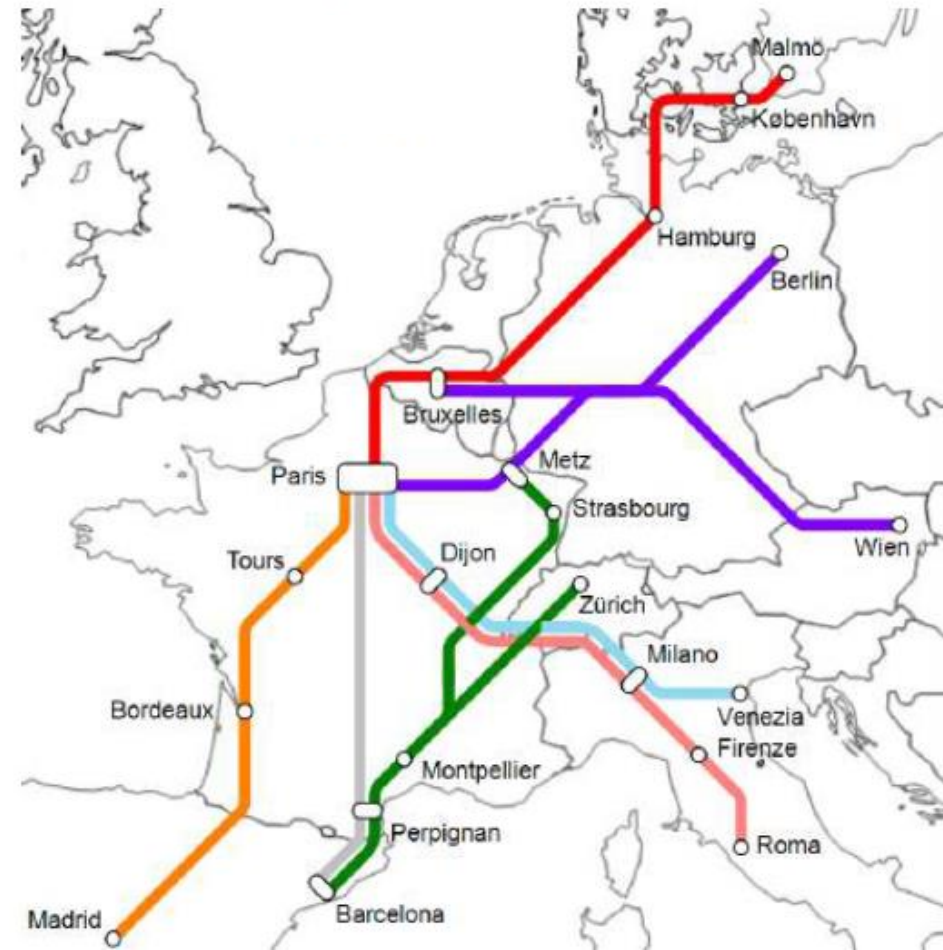 Malmö
København
Hamburg
Berlin
Bruxelles
Metz
Paris
Strasbourg
Wien
Dijon
Tours
Zürich
Milano
Bordeaux
Venezia
Firenze
Montpellier
Perpignan
Roma
Barcelona
Madrid